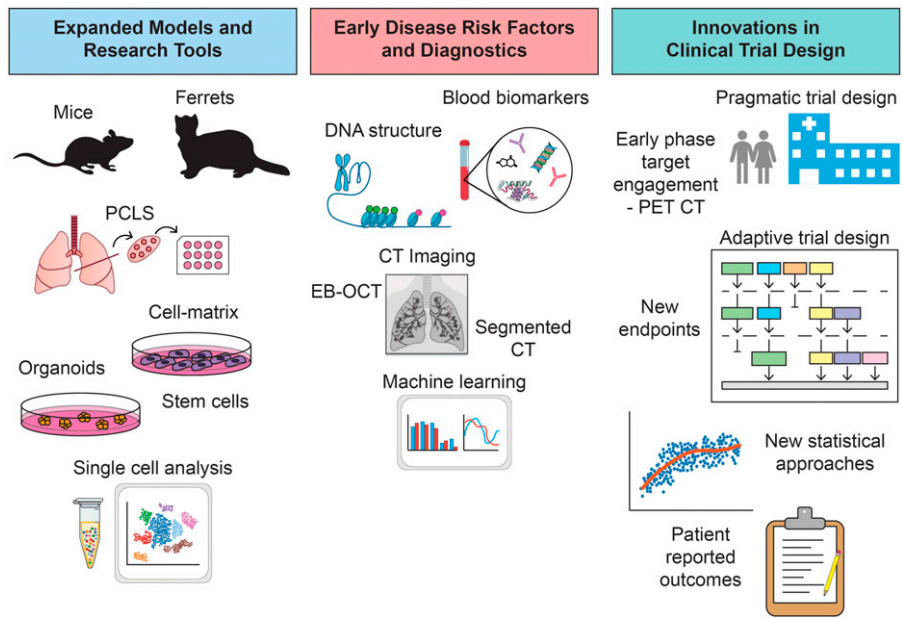 Expanded Models and
Research Tools
Mice
Ferrets
PCLS
Cell-matrix
Organoids
Stem cells
Single cell analysis
Early Disease Risk Factors
and Diagnostics
Blood biomarkers
DNA structure
CT Imaging
EB-OCT
Segmented
CT
Machine learning
Innovations in
Clinical Trial Design
Pragmatic trial design
Early phase
target
engagement
- PET CT
Adaptive trial design
New
endpoints
New statistical
approaches
Patient
reported
outcomes